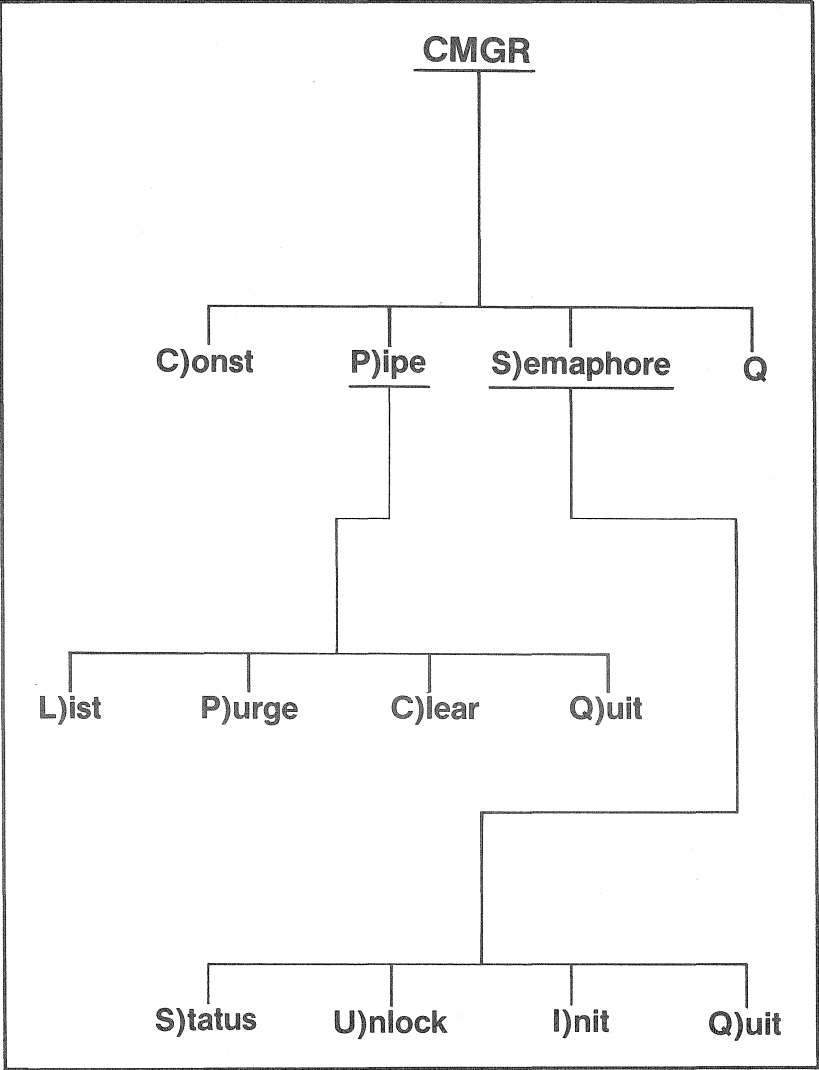 CMGR
C)onst P)ipe S)emaphore Q
L)ist P)urge C)lear Q)uit
S)tatus U)nlock I)nit Q)uit